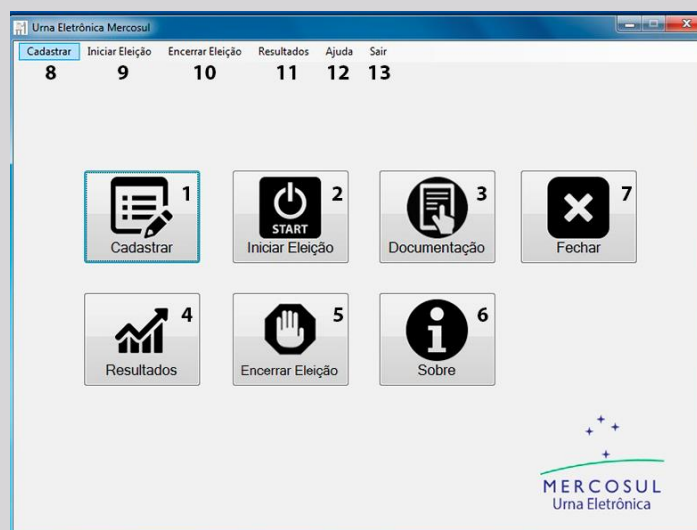 Urna Eletrônica Mercosul
Cadastrar Iniciar Eleição Encerrar Eleição Resultados Ajuda Sair
8 9 10 11 12 13
1
Cadastrar
2
START
Iniciar Eleição
3
Documentação
7
Fechar
4
Resultados
5
Encerrar Eleição
6
Sobre
MERCOSUL
Urna Eletrônica